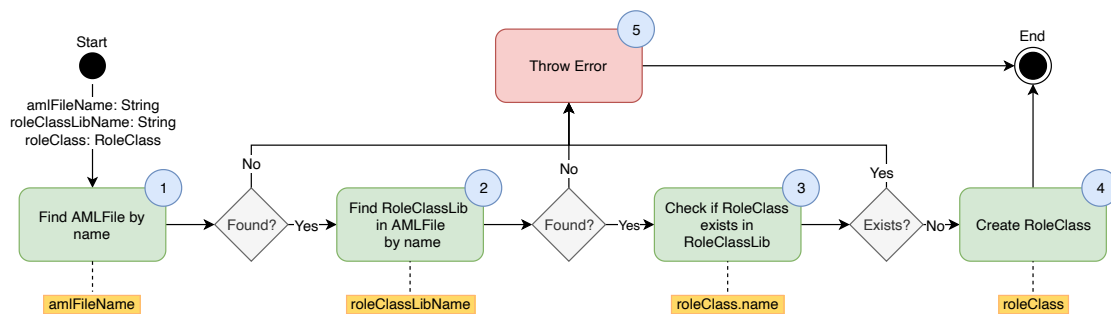 Start
5
End
Throw Error
amlFileName: String
roleClassLibName: String
roleClass: RoleClass
No
No
Yes
1
2
3
4
Find AMLFile by
name
Found?
Yes
Find RoleClassLib
in AMLFile
by name
Found?
Yes
Check if RoleClass
exists in
RoleClassLib
Exists?
No
Create RoleClass
amlFileName
roleClassLibName
roleClass.name
roleClass